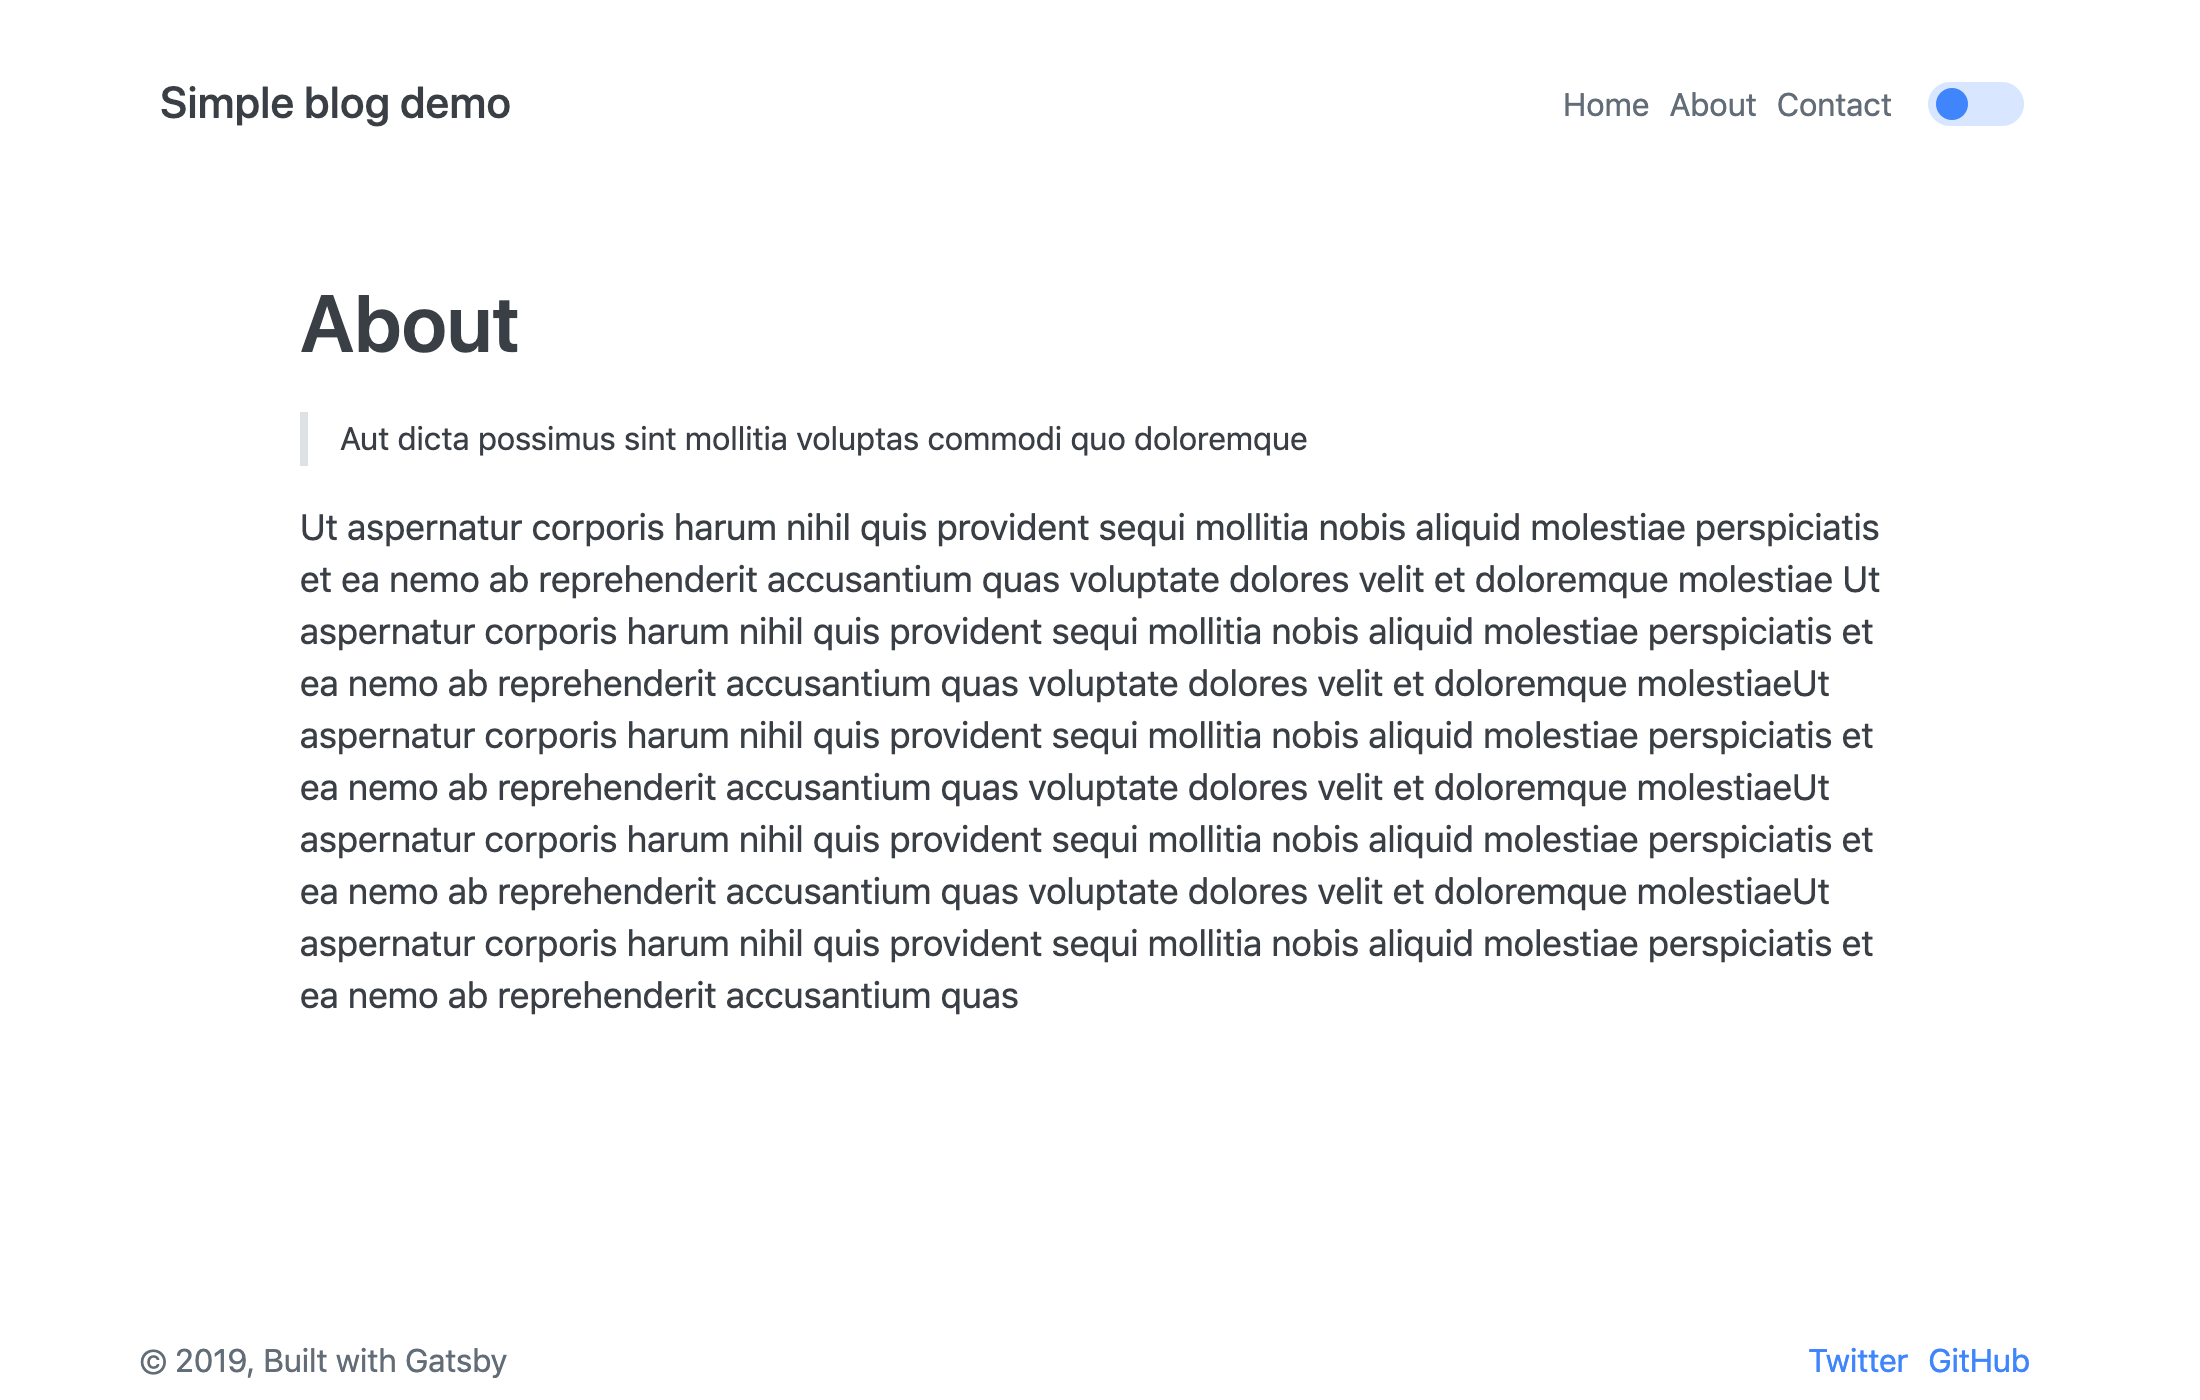 Simple blog demo
Home About Contact
About
Aut dicta possimus sint mollitia voluptas commodi quo doloremque
Ut aspernatur corporis harum nihil quis provident sequi mollitia nobis aliquid molestiae perspiciatis
et ea nemo ab reprehenderit accusantium quas voluptate dolores velit et doloremque molestiae Ut
aspernatur corporis harum nihil quis provident sequi mollitia nobis aliquid molestiae perspiciatis et
ea nemo ab reprehenderit accusantium quas voluptate dolores velit et doloremque molestiaeUt
aspernatur corporis harum nihil quis provident sequi mollitia nobis aliquid molestiae perspiciatis et
ea nemo ab reprehenderit accusantium quas voluptate dolores velit et doloremque molestiaeUt
aspernatur corporis harum nihil quis provident sequi mollitia nobis aliquid molestiae perspiciatis et
ea nemo ab reprehenderit accusantium quas voluptate dolores velit et doloremque molestiaeUt
aspernatur corporis harum nihil quis provident sequi mollitia nobis aliquid molestiae perspiciatis et
ea nemo ab reprehenderit accusantium quas
© 2019, Built with Gatsby
Twitter GitHub